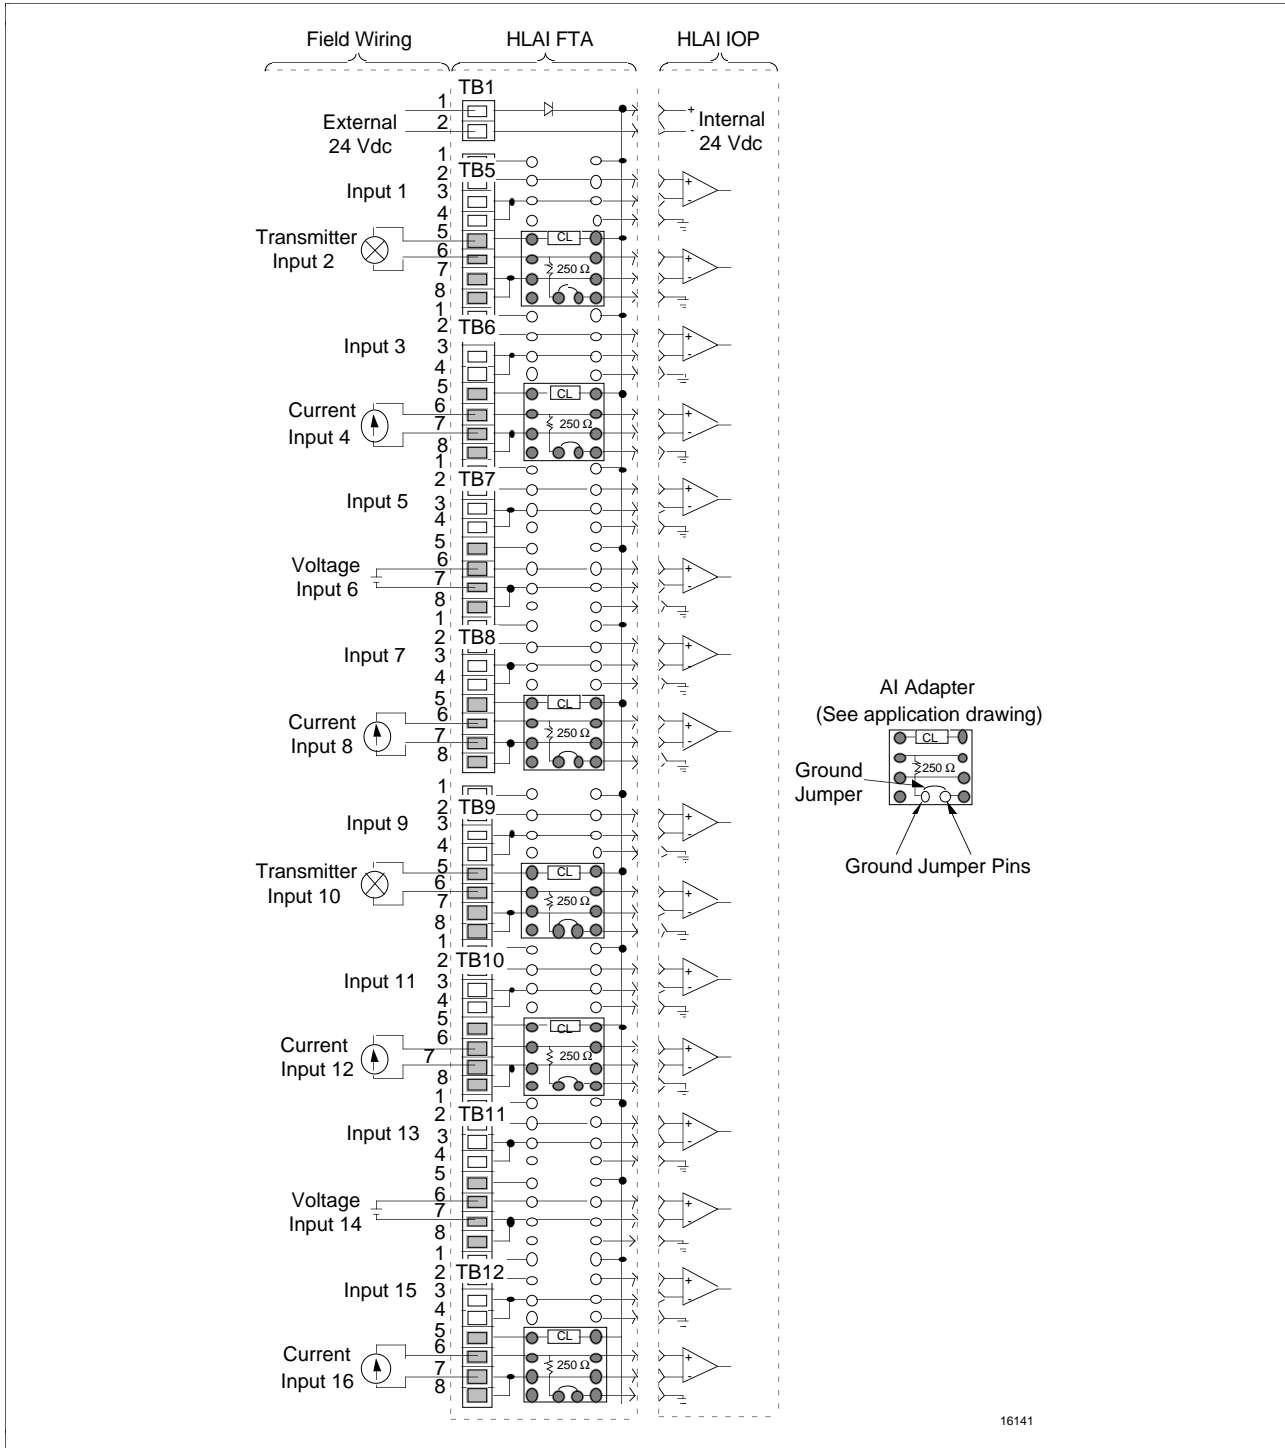 Field Wiring HLAI FTA HLAI IOP
TB1
1
2
External
24 Vdc
+
-
Internal
24 Vdc
1
2
3
4
5
6
7
8
TB5
Input 1
+
-
Transmitter
Input 2
CL
250 Ω
+
-
1
2
3
4
5
6
7
8
TB6
Input 3
+
-
Current
Input 4
CL
250 Ω
+
-
1
2
3
4
5
6
7
8
TB7
Input 5
+
-
Voltage
Input 6
+
-
1
2
3
4
5
6
7
8
TB8
Input 7
+
-
Current
Input 8
CL
250 Ω
+
-
AI Adapter
(See application drawing)
CL
250 Ω
Ground
Jumper
Ground Jumper Pins
1
2
3
4
5
6
7
8
TB9
Input 9
+
-
Transmitter
Input 10
CL
250 Ω
+
-
1
2
3
4
5
6
7
8
TB10
Input 11
+
-
Current
Input 12
CL
250 Ω
+
-
1
2
3
4
5
6
7
8
TB11
Input 13
+
-
Voltage
Input 14
+
-
1
2
3
4
5
6
7
8
TB12
Input 15
+
-
Current
Input 16
CL
250 Ω
+
-
16141